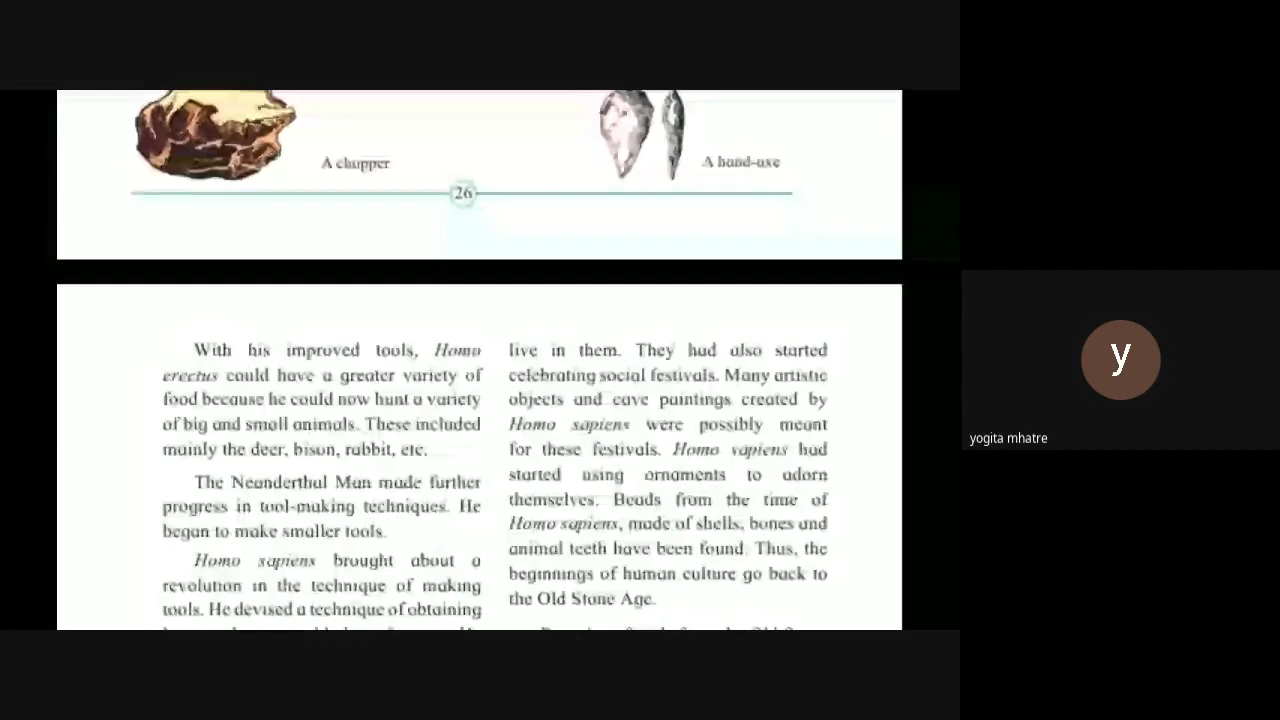 A chopper
A hand-axe
26
With his improved tools, Homo
erectus could have a greater variety of
food because he could now hunt a variety
of big and small animals. These included
mainly the deer, bison, rabbit, etc.
The Neanderthal Man made further
progress in tool-making techniques. He
began to make smaller tools.
Homo sapiens brought about a
revolution in the technique of making
tools. He devised a technique of obtaining
live in them. They had also started
celebrating social festivals. Many artistic
objects and cave paintings created by
Homo sapiens were possibly meant
for these festivals. Homo sapiens had
started using ornaments to adorn
themselves. Beads from the time of
Homo sapiens, made of shells, bones and
animal teeth have been found. Thus, the
beginnings of human culture go back to
the Old Stone Age.
y
yogita mhatre